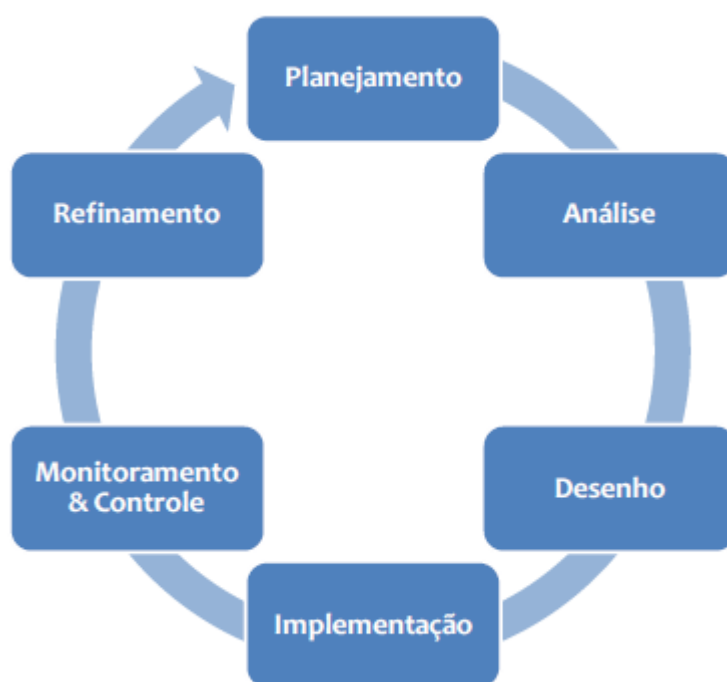 Planejamento
Análise
Desenho
Implementação
Monitoramento
& Controle
Refinamento